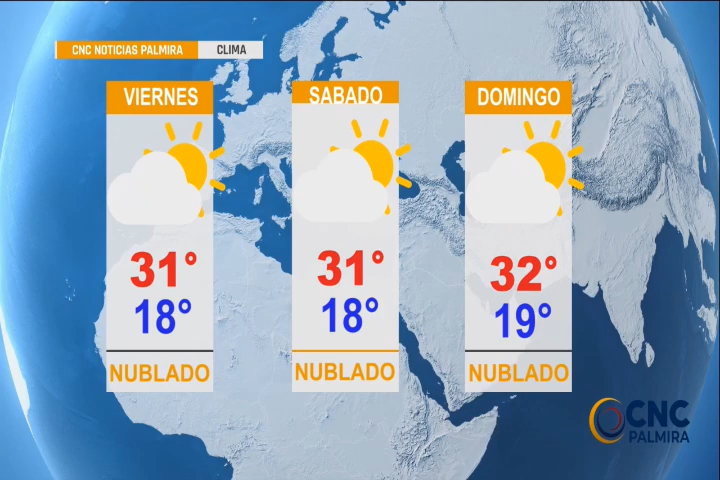 CNC NOTICIAS PALMIRA CLIMA
VIERNES SABADO DOMINGO
31° 31° 32°
18° 18° 19°
NUBLADO NUBLADO NUBLADO
CNC
PALMIRA